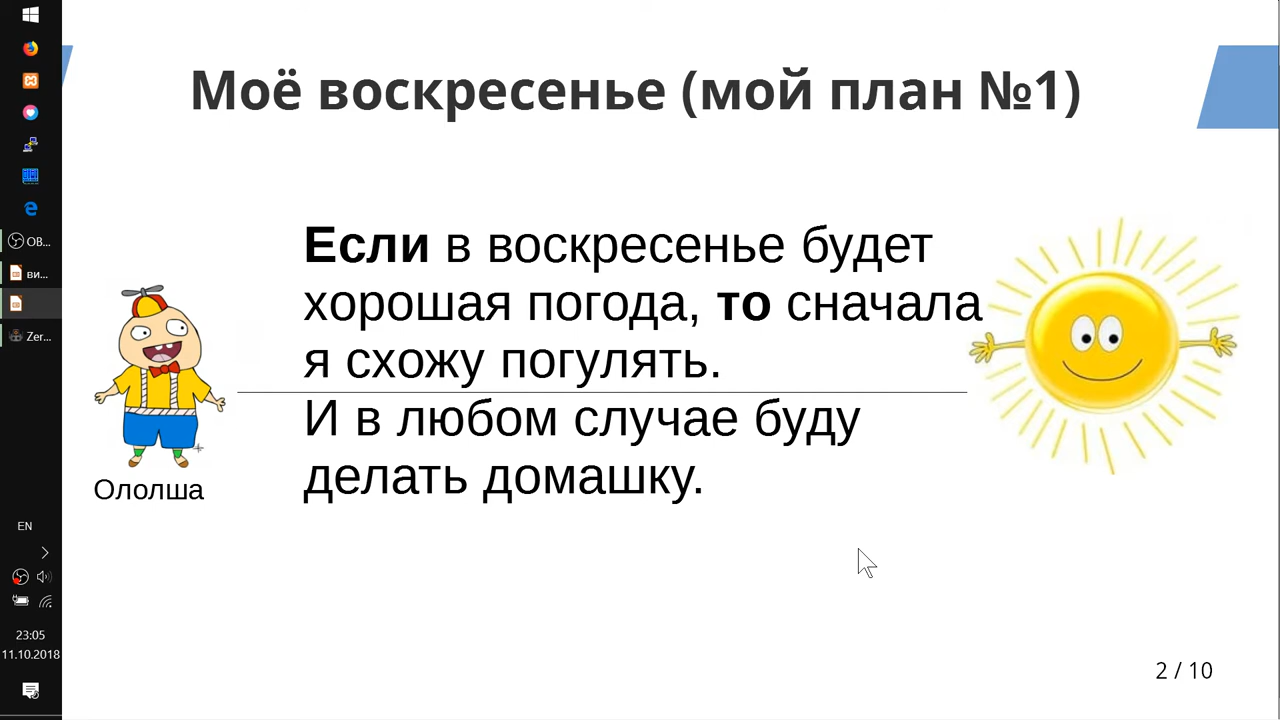 Моё воскресенье (мой план №1)
Если в воскресенье будет
хорошая погода, то сначала
я схожу погулять.
И в любом случае буду
делать домашку.
Ололша
2 / 10
OB...
ви...
Zer...
EN
23:05
11.10.2018